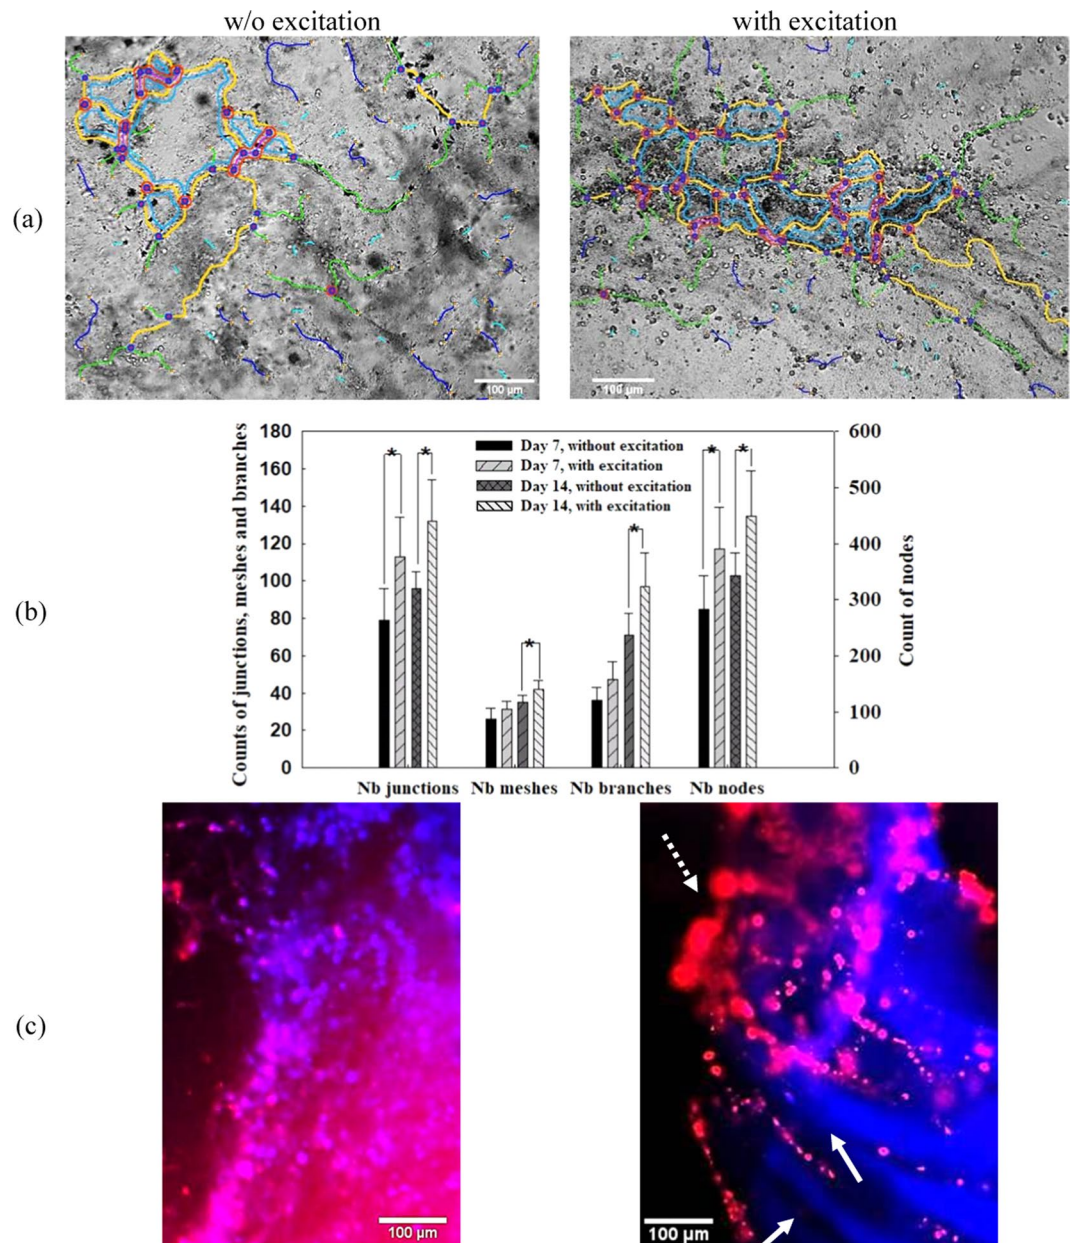 w/o excitation
with excitation
(a)
100 µm
100 µm
(b)
Counts of junctions, meshes and branches
180
160
140
120
100
80
60
40
20
0
Day 7, without excitation
Day 7, with excitation
Day 14, without excitation
Day 14, with excitation
* * * * * *
600
500
400
300
200
100
0
Count of nodes
Nb junctions Nb meshes Nb branches Nb nodes
(c)
100 µm
100 µm